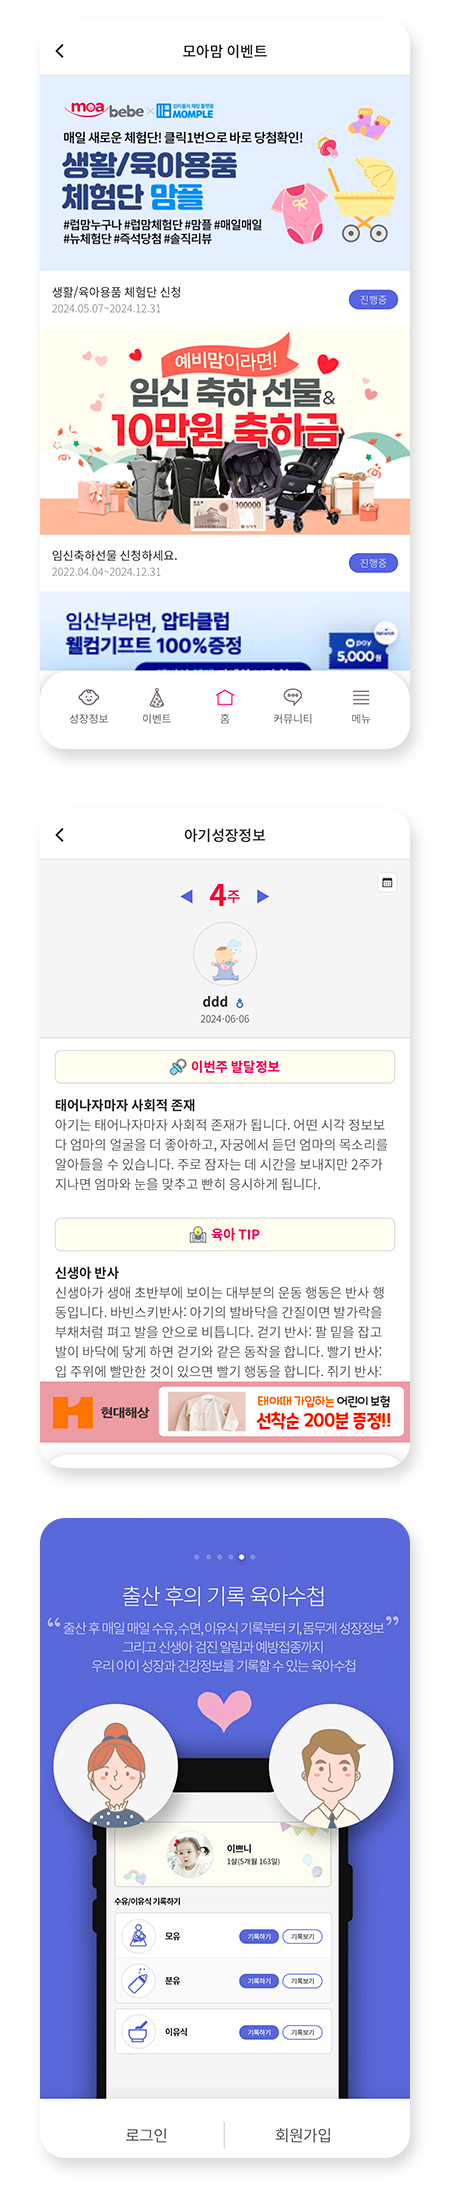 모아맘 이벤트
moa bebe × 엄마들의 체험 플랫폼 MOMPLE
매일 새로운 체험단! 클릭1번으로 바로 당첨확인!
생활/육아용품
체험단 맘플
#럽맘누구나 #럽맘체험단 #맘플 #매일매일
#뉴체험단 #즉석당첨 #솔직리뷰
생활/육아용품 체험단 신청
진행중
2024.05.07~2024.12.31
예비맘이라면!
임신 축하 선물&
10만원 축하금
100000
임신축하선물 신청하세요.
진행중
2022.04.04~2024.12.31
임산부라면, 압타클럽
웰컴기프트 100%증정
N pay
5,000원
성장정보 이벤트 홈 커뮤니티 메뉴
아기성장정보
4주
ddd
2024-06-06
이번주 발달정보
태어나자마자 사회적 존재
아기는 태어나자마자 사회적 존재가 됩니다. 어떤 시각 정보보
다 엄마의 얼굴을 더 좋아하고, 자궁에서 듣던 엄마의 목소리를
알아들을 수 있습니다. 주로 잠자는 데 시간을 보내지만 2주가
지나면 엄마와 눈을 맞추고 빤히 응시하게 됩니다.
육아 TIP
신생아 반사
신생아가 생애 초반부에 보이는 대부분의 운동 행동은 반사 행
동입니다. 바빈스키반사: 아기의 발바닥을 간질이면 발가락을
부채처럼 펴고 발을 안으로 비틉니다. 걷기 반사: 팔 밑을 잡고
발이 바닥에 닿게 하면 걷기와 같은 동작을 합니다. 빨기 반사:
입 주위에 빨만한 것이 있으면 빨기 행동을 합니다. 쥐기 반사:
현대해상
태아때 가입하는 어린이 보험
선착순 200분 증정!!
출산 후의 기록 육아수첩
“ 출산 후 매일 매일 수유, 수면, 이유식 기록부터 키, 몸무게 성장정보 ”
그리고 신생아 검진 알림과 예방접종까지
우리 아이 성장과 건강정보를 기록할 수 있는 육아수첩
이쁘니
1살(5개월 163일)
수유/이유식 기록하기
모유 기록하기 기록보기
분유 기록하기 기록보기
이유식 기록하기 기록보기
로그인 회원가입